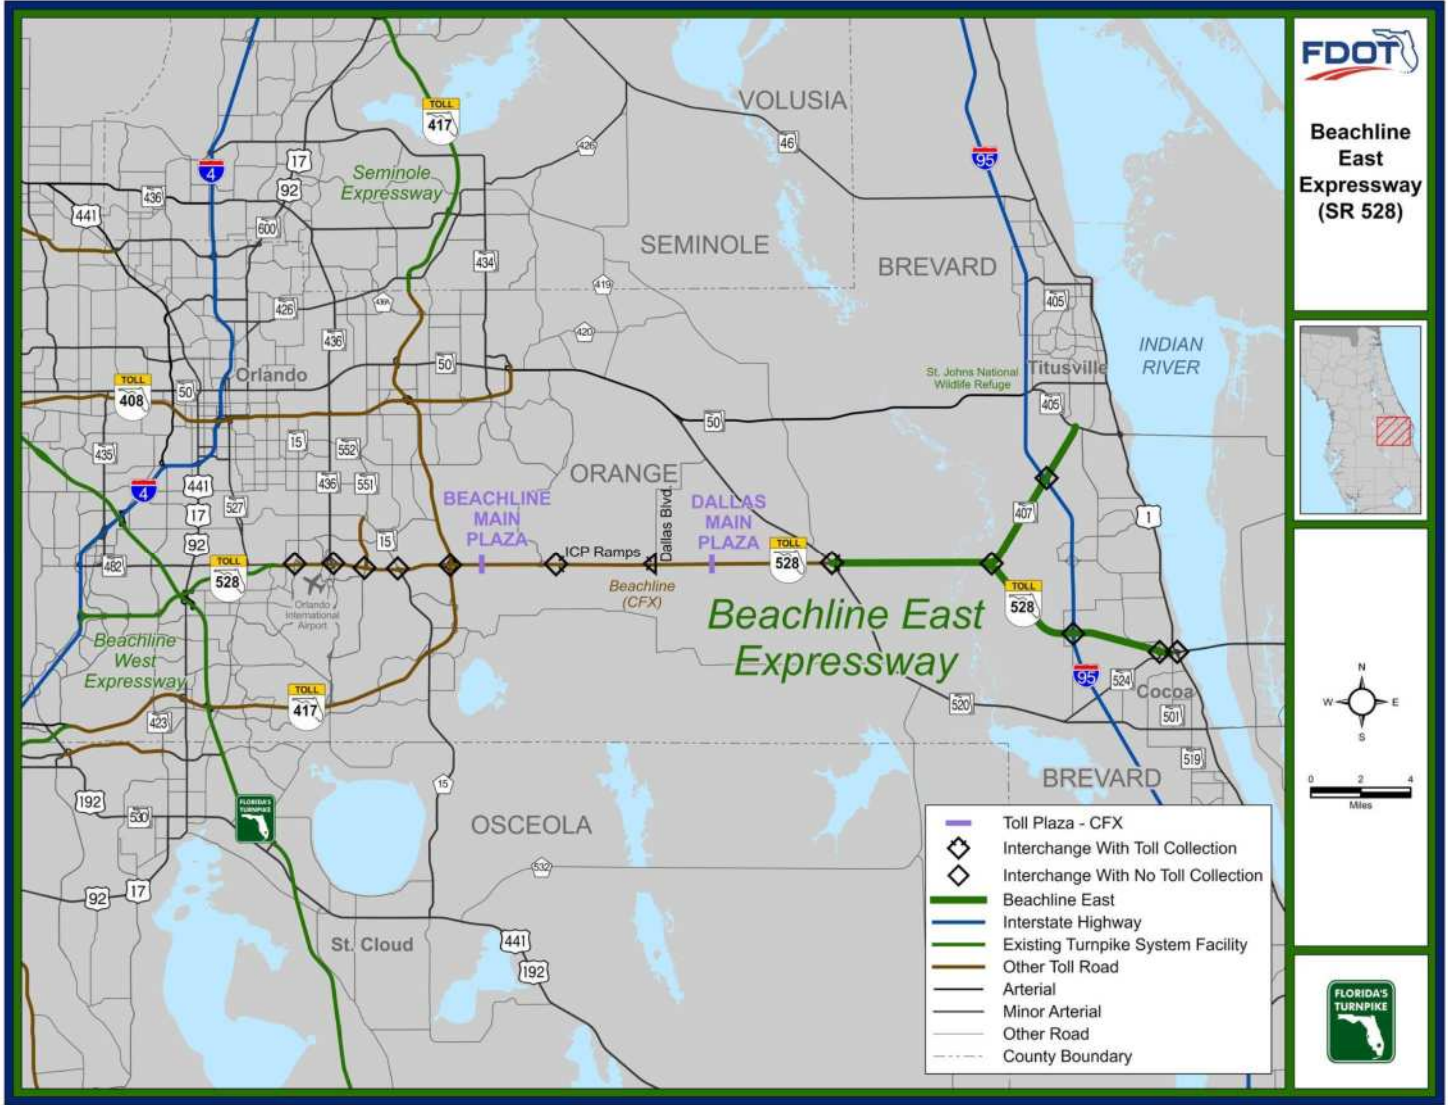 FDOT
Beachline
East
Expressway
(SR 528)
N
W
E
S
0
2
4
Miles
FLORIDA'S
TURNPIKE
VOLUSIA
SEMINOLE
BREVARD
ORANGE
OSCEOLA
BREVARD
INDIAN
RIVER
TOLL
417
Seminole
Expressway
4
17
92
436
441
600
426
46
95
434
419
426
436A
436
420
50
405
Titusville
St. Johns National
Wildlife Refuge
405
Orlando
TOLL
408
50
50
435
15
552
436
551
4
441
17
92
527
15
BEACHLINE
MAIN
PLAZA
Dallas Blvd.
DALLAS
MAIN
PLAZA
407
1
482
TOLL
528
ICP Ramps
TOLL
528
Orlando
International
Airport
Beachline
(CFX)
TOLL
528
Beachline East
Expressway
Beachline
West
Expressway
95
524
Cocoa
501
520
519
423
TOLL
417
15
192
530
FLORIDA'S
TURNPIKE
532
92
17
St. Cloud
441
192
Toll Plaza - CFX
Interchange With Toll Collection
Interchange With No Toll Collection
Beachline East
Interstate Highway
Existing Turnpike System Facility
Other Toll Road
Arterial
Minor Arterial
Other Road
County Boundary